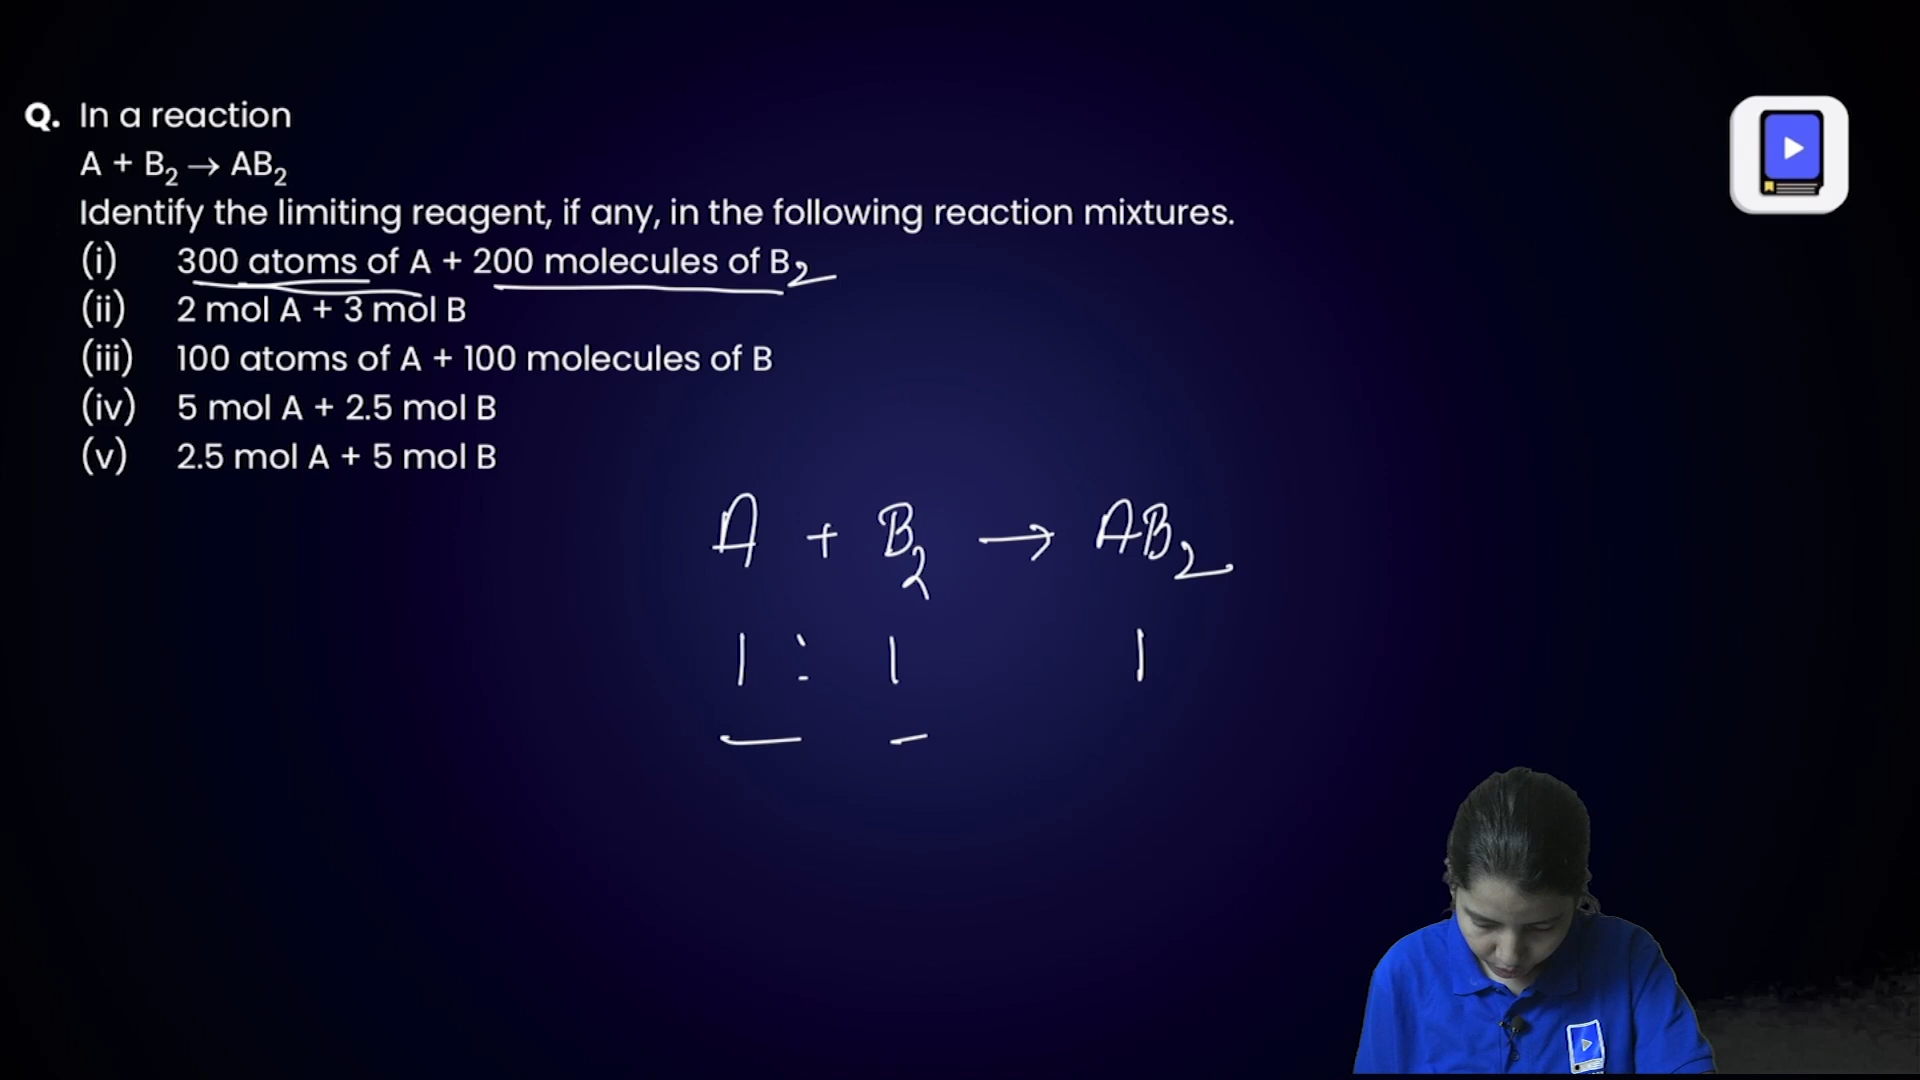 Q. In a reaction
A + B₂ → AB₂
Identify the limiting reagent, if any, in the following reaction mixtures.
(i) 300 atoms of A + 200 molecules of B₂
(ii) 2 mol A + 3 mol B
(iii) 100 atoms of A + 100 molecules of B
(iv) 5 mol A + 2.5 mol B
(v) 2.5 mol A + 5 mol B
A + B₂ → AB₂
1 : 1 1